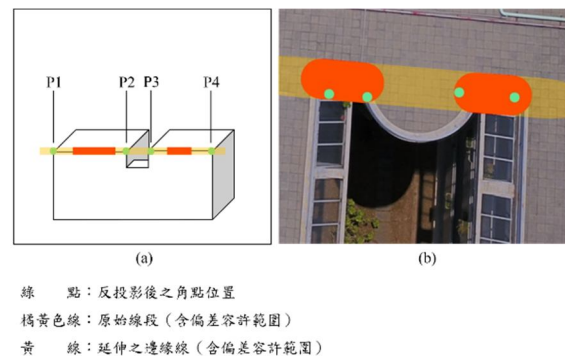 P1 P2 P3 P4
(a) (b)
綠　　點：反投影後之角點位置
橘黃色線：原始線段（含偏差容許範圍）
黃　　線：延伸之邊緣線（含偏差容許範圍）